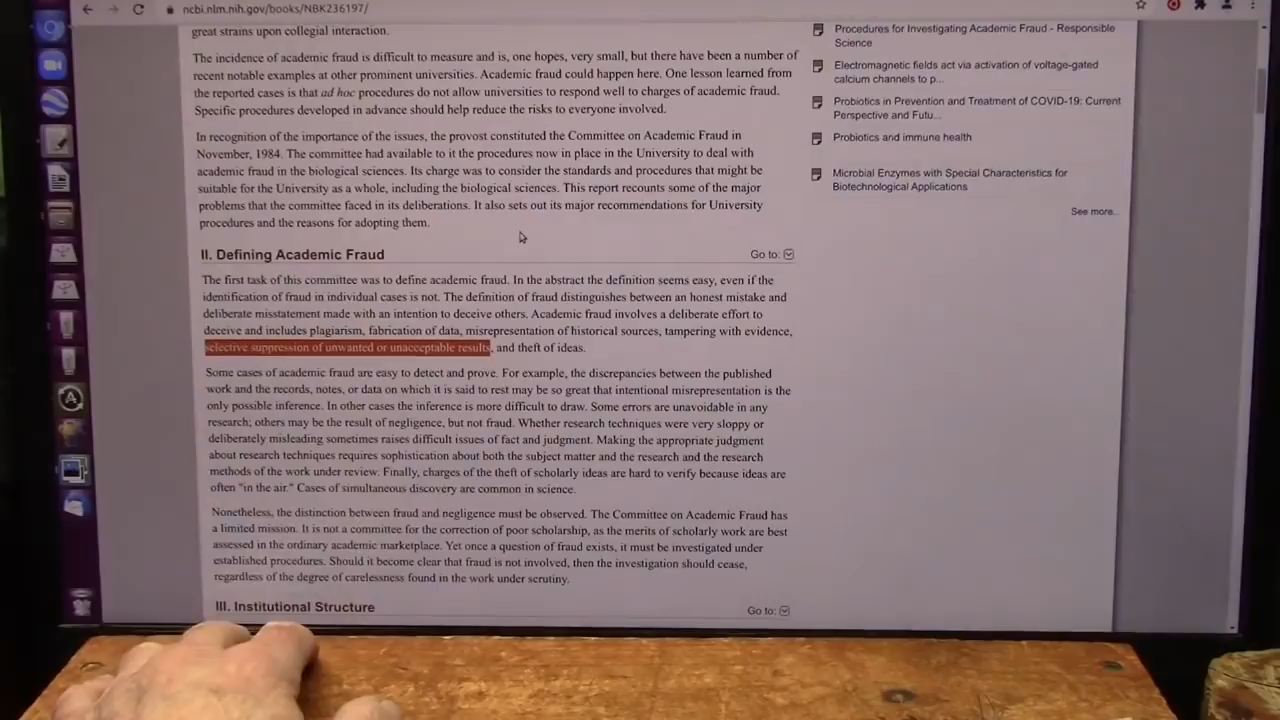 ncbi.nlm.nih.gov/books/NBK236197/
great strains upon collegial interaction.
The incidence of academic fraud is difficult to measure and is, one hopes, very small, but there have been a number of
recent notable examples at other prominent universities. Academic fraud could happen here. One lesson learned from
the reported cases is that ad hoc procedures do not allow universities to respond well to charges of academic fraud.
Specific procedures developed in advance should help reduce the risks to everyone involved.
In recognition of the importance of the issues, the provost constituted the Committee on Academic Fraud in
November, 1984. The committee had available to it the procedures now in place in the University to deal with
academic fraud in the biological sciences. Its charge was to consider the standards and procedures that might be
suitable for the University as a whole, including the biological sciences. This report recounts some of the major
problems that the committee faced in its deliberations. It also sets out its major recommendations for University
procedures and the reasons for adopting them.
II. Defining Academic Fraud
Go to:
The first task of this committee was to define academic fraud. In the abstract the definition seems easy, even if the
identification of fraud in individual cases is not. The definition of fraud distinguishes between an honest mistake and
deliberate misstatement made with an intention to deceive others. Academic fraud involves a deliberate effort to
deceive and includes plagiarism, fabrication of data, misrepresentation of historical sources, tampering with evidence,
selective suppression of unwanted or unacceptable results, and theft of ideas.
Some cases of academic fraud are easy to detect and prove. For example, the discrepancies between the published
work and the records, notes, or data on which it is said to rest may be so great that intentional misrepresentation is the
only possible inference. In other cases the inference is more difficult to draw. Some errors are unavoidable in any
research; others may be the result of negligence, but not fraud. Whether research techniques were very sloppy or
deliberately misleading sometimes raises difficult issues of fact and judgment. Making the appropriate judgment
about research techniques requires sophistication about both the subject matter and the research and the research
methods of the work under review. Finally, charges of the theft of scholarly ideas are hard to verify because ideas are
often "in the air." Cases of simultaneous discovery are common in science.
Nonetheless, the distinction between fraud and negligence must be observed. The Committee on Academic Fraud has
a limited mission. It is not a committee for the correction of poor scholarship, as the merits of scholarly work are best
assessed in the ordinary academic marketplace. Yet once a question of fraud exists, it must be investigated under
established procedures. Should it become clear that fraud is not involved, then the investigation should cease,
regardless of the degree of carelessness found in the work under scrutiny.
III. Institutional Structure
Go to:
Procedures for Investigating Academic Fraud - Responsible
Science
Electromagnetic fields act via activation of voltage-gated
calcium channels to p...
Probiotics in Prevention and Treatment of COVID-19: Current
Perspective and Futu...
Probiotics and immune health
Microbial Enzymes with Special Characteristics for
Biotechnological Applications
See more...